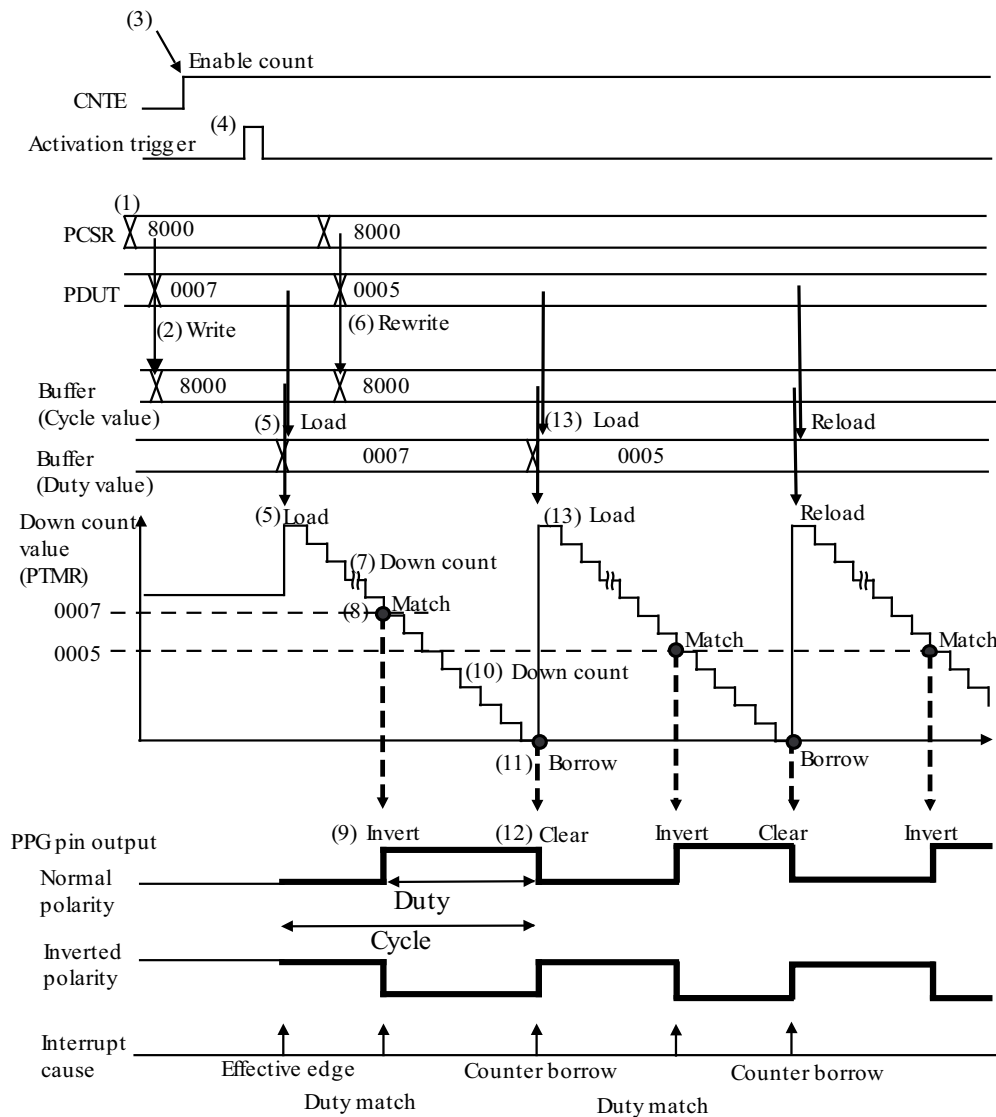 (3)
Enable count
CNTE
(4)
Activation trigger
(1)
PCSR 8000 8000
PDUT 0007 0005
(2) Write (6) Rewrite
Buffer
(Cycle value)
8000 8000
(5) Load (13) Load Reload
Buffer
(Duty value)
0007 0005
Down count
value
(PTMR)
(5) Load (13) Load Reload
(7) Down count
0007 (8) Match
0005 Match Match
(10) Down count
(11) Borrow Borrow
PPG pin output
(9) Invert (12) Clear Invert Clear Invert
Normal
polarity
Duty
Cycle
Inverted
polarity
Interrupt
cause
Effective edge Counter borrow Counter borrow
Duty match Duty match